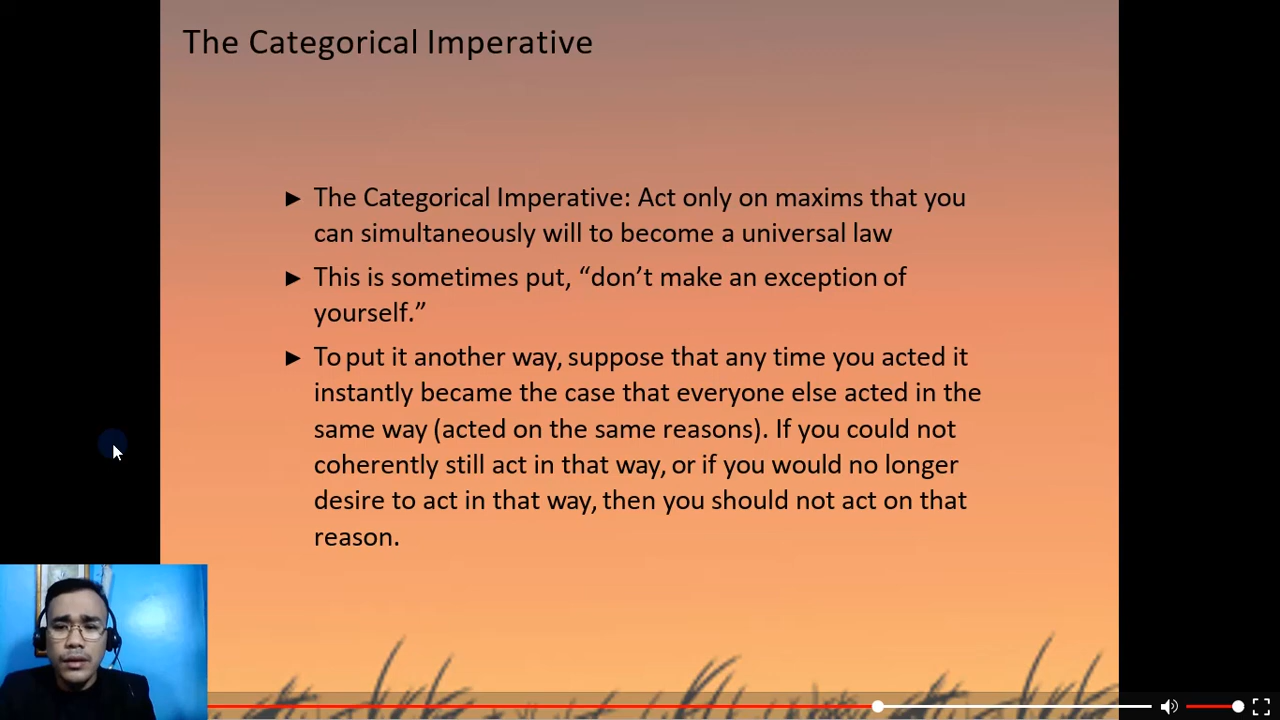 The Categorical Imperative
► The Categorical Imperative: Act only on maxims that you
can simultaneously will to become a universal law
► This is sometimes put, “don’t make an exception of
yourself.”
► To put it another way, suppose that any time you acted it
instantly became the case that everyone else acted in the
same way (acted on the same reasons). If you could not
coherently still act in that way, or if you would no longer
desire to act in that way, then you should not act on that
reason.